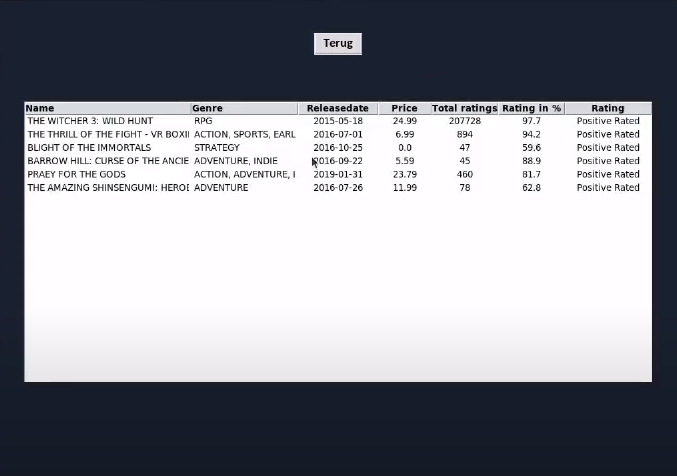 Terug
Name Genre Releasedate Price Total ratings Rating in % Rating
THE WITCHER 3: WILD HUNT RPG 2015-05-18 24.99 207728 97.7 Positive Rated
THE THRILL OF THE FIGHT - VR BOXI ACTION, SPORTS, EARL 2016-07-01 6.99 894 94.2 Positive Rated
BLIGHT OF THE IMMORTALS STRATEGY 2016-10-25 0.0 47 59.6 Positive Rated
BARROW HILL: CURSE OF THE ANCIE ADVENTURE, INDIE 2016-09-22 5.59 45 88.9 Positive Rated
PRAEY FOR THE GODS ACTION, ADVENTURE, I 2019-01-31 23.79 460 81.7 Positive Rated
THE AMAZING SHINSENGUMI: HEROE ADVENTURE 2016-07-26 11.99 78 62.8 Positive Rated